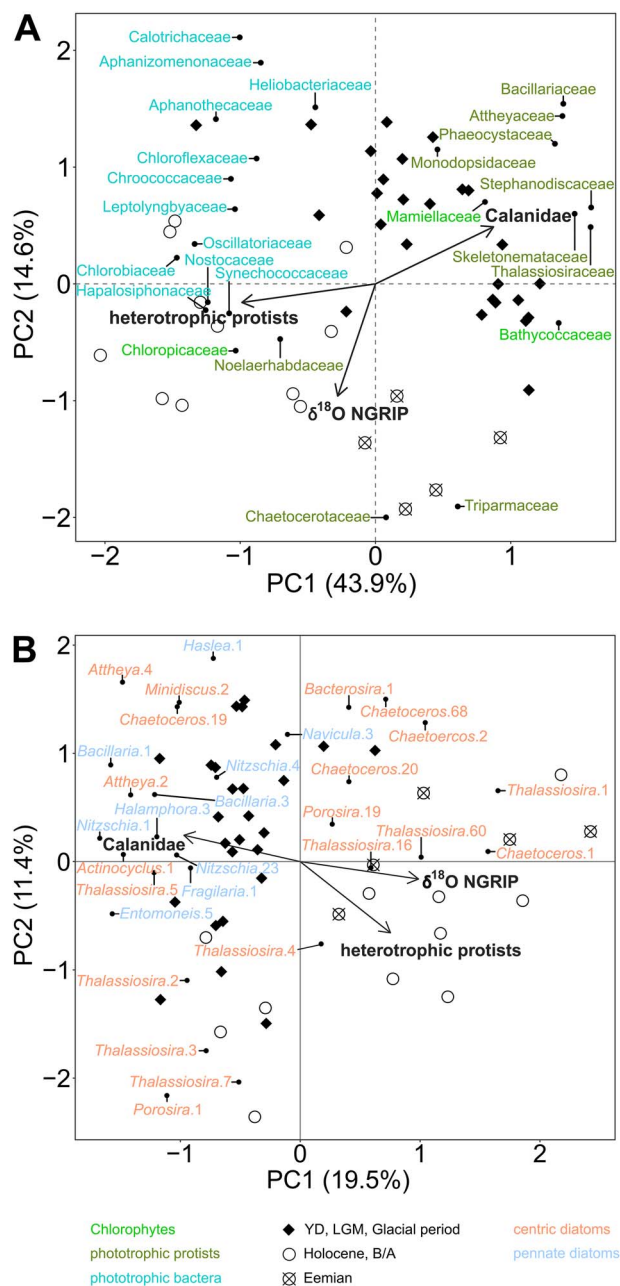 A
Calotrichaceae
2
Aphanizomenonaceae
Heliobacteriaceae
Bacillariaceae
Aphanothecaceae
Attheyaceae
Phaeocystaceae
Chloroflexaceae
Monodopsidaceae
1
Chroococcaceae
Stephanodiscaceae
Leptolyngbyaceae
Mamiellaceae
Calanidae
Oscillatoriaceae
Nostocaceae
Skeletonemataceae
Chlorobiaceae
Synechococcaceae
Thalassiosiraceae
0
Hapalosiphonaceae
heterotrophic protists
Bathycoccaceae
Chloropicaceae
Noelaerhabdaceae
−1
δ18O NGRIP
Triparmaceae
Chaetocerotaceae
−2
PC2 (14.6%)
−2 −1 0 1
PC1 (43.9%)
B
2
Haslea.1
Attheya.4
Minidiscus.2
Bacterosira.1
Chaetoceros.19
Chaetoceros.68
Chaetoercos.2
Navicula.3
1
Bacillaria.1
Nitzschia.4
Chaetoceros.20
Attheya.2
Thalassiosira.1
Bacillaria.3
Halamphora.3
Porosira.19
Nitzschia.1
Thalassiosira.60
Calanidae
Thalassiosira.16
Chaetoceros.1
0
Actinocyclus.1
Nitzschia.23
δ18O NGRIP
Thalassiosira.5
Fragilaria.1
Entomoneis.5
heterotrophic protists
Thalassiosira.4
−1
Thalassiosira.2
Thalassiosira.3
−2
Thalassiosira.7
Porosira.1
PC2 (11.4%)
−1 0 1 2
PC1 (19.5%)
Chlorophytes
YD, LGM, Glacial period
centric diatoms
phototrophic protists
Holocene, B/A
pennate diatoms
phototrophic bactera
Eemian